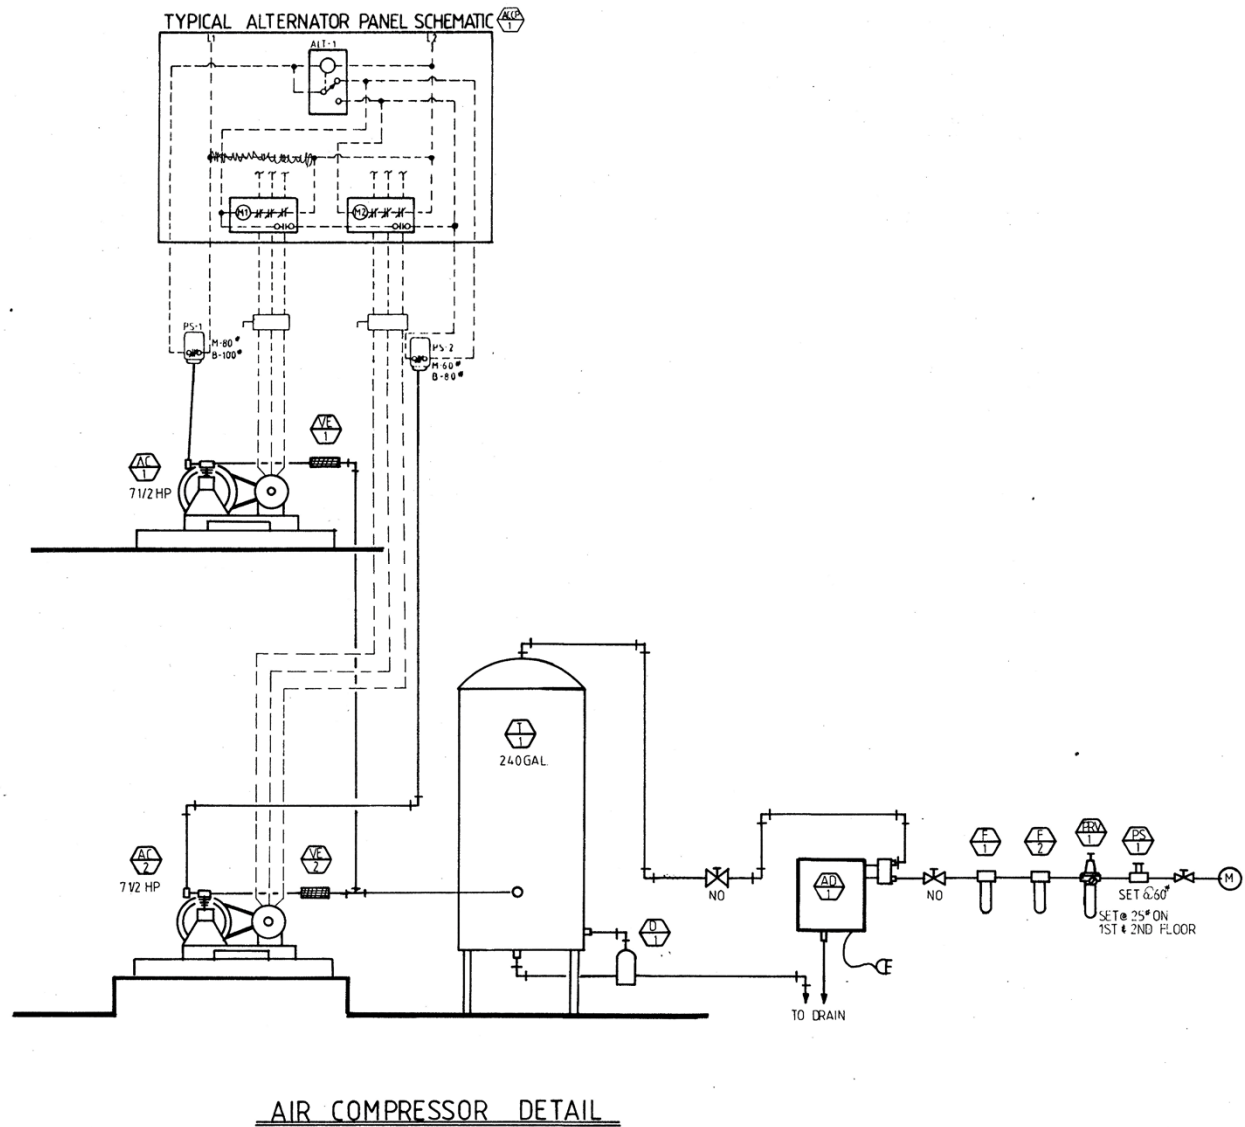 TYPICAL ALTERNATOR PANEL SCHEMATIC
ACCP
1
L1
L2
ALT-1
M1
M2
PS-1
M-80#
B-100#
PS-2
M-60#
B-80#
VE
1
AC
1
7 1/2 HP
T
1
240 GAL.
AC
2
7 1/2 HP
VE
2
NO
AD
1
NO
F
1
F
2
PRV
1
PS
1
M
SET @ 60#
SET @ 25# ON
1ST & 2ND FLOOR
D
1
TO DRAIN
AIR COMPRESSOR DETAIL